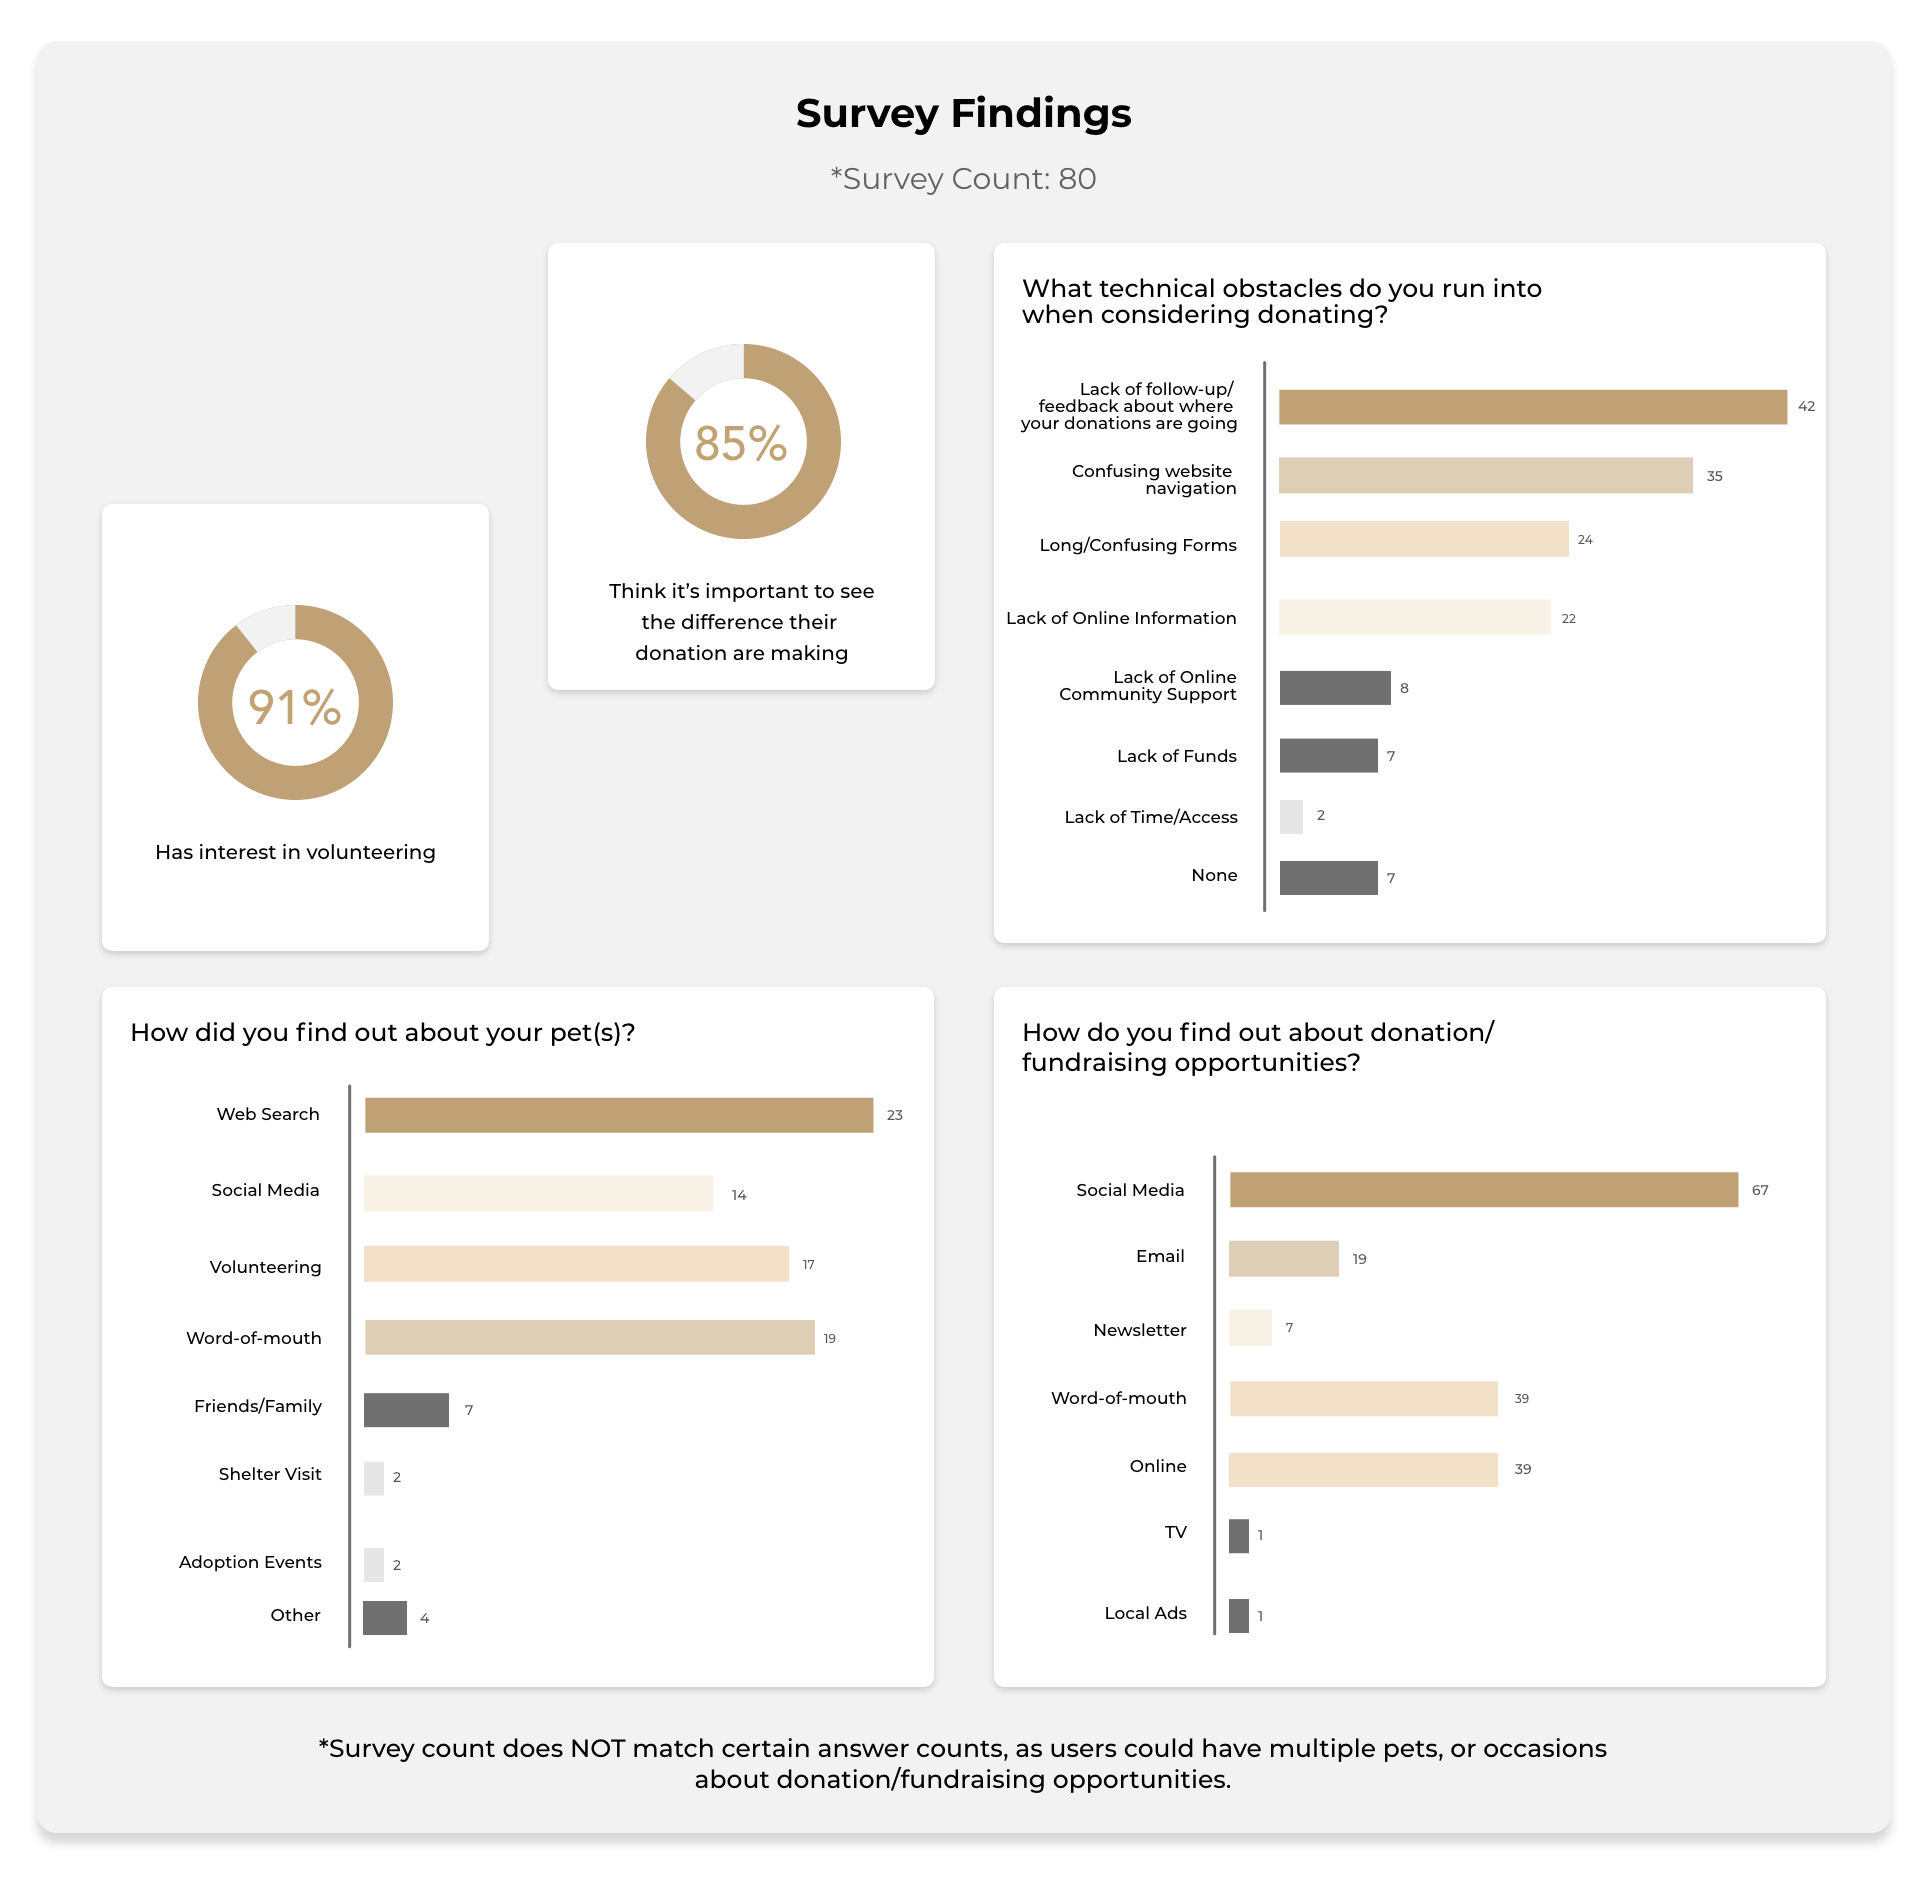 Survey Findings
*Survey Count: 80
85%
Think it’s important to see
the difference their
donation are making
91%
Has interest in volunteering
What technical obstacles do you run into
when considering donating?
Lack of follow-up/
feedback about where
your donations are going
42
Confusing website
navigation
35
Long/Confusing Forms
24
Lack of Online Information
22
Lack of Online
Community Support
8
Lack of Funds
7
Lack of Time/Access
2
None
7
How did you find out about your pet(s)?
Web Search
23
Social Media
14
Volunteering
17
Word-of-mouth
19
Friends/Family
7
Shelter Visit
2
Adoption Events
2
Other
4
How do you find out about donation/
fundraising opportunities?
Social Media
67
Email
19
Newsletter
7
Word-of-mouth
39
Online
39
TV
1
Local Ads
1
*Survey count does NOT match certain answer counts, as users could have multiple pets, or occasions
about donation/fundraising opportunities.